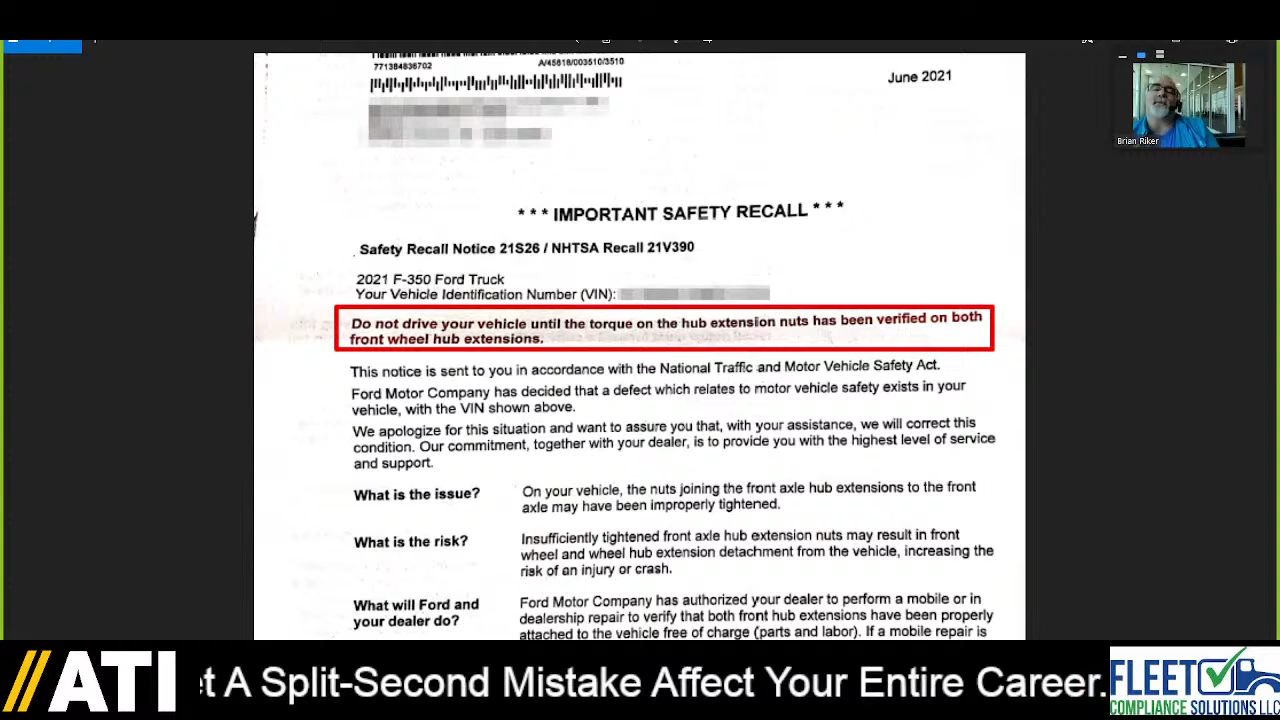 771384836702
A/45616/003510/3510
June 2021
Brian Riker
*** IMPORTANT SAFETY RECALL ***
Safety Recall Notice 21S26 / NHTSA Recall 21V390
2021 F-350 Ford Truck
Your Vehicle Identification Number (VIN):
Do not drive your vehicle until the torque on the hub extension nuts has been verified on both
front wheel hub extensions.
This notice is sent to you in accordance with the National Traffic and Motor Vehicle Safety Act.
Ford Motor Company has decided that a defect which relates to motor vehicle safety exists in your
vehicle, with the VIN shown above.
We apologize for this situation and want to assure you that, with your assistance, we will correct this
condition. Our commitment, together with your dealer, is to provide you with the highest level of service
and support.
What is the issue?
On your vehicle, the nuts joining the front axle hub extensions to the front
axle may have been improperly tightened.
What is the risk?
Insufficiently tightened front axle hub extension nuts may result in front
wheel and wheel hub extension detachment from the vehicle, increasing the
risk of an injury or crash.
What will Ford and
your dealer do?
Ford Motor Company has authorized your dealer to perform a mobile or in
dealership repair to verify that both front hub extensions have been properly
attached to the vehicle free of charge (parts and labor). If a mobile repair is
//ATI
t A Split-Second Mistake Affect Your Entire Career.
FLEET
COMPLIANCE SOLUTIONS LLC